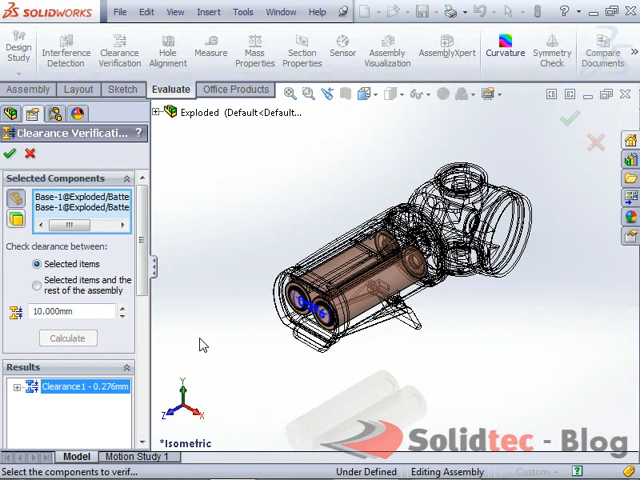 SOLIDWORKS File Edit View Insert Tools Window Help ?
Design Study
Interference Detection
Clearance Verification
Hole Alignment
Measure
Mass Properties
Section Properties
Sensor
Assembly Visualization
AssemblyXpert
Curvature
Symmetry Check
Compare Documents
Assembly Layout Sketch Evaluate Office Products
Exploded (Default<Default...
Clearance Verificati... ?
Selected Components
Base-1@Exploded/Batte
Base-1@Exploded/Batte
Check clearance between:
Selected items
Selected items and the rest of the assembly
10.000mm
Calculate
Results
Clearance1 - 0.276mm
Y
Z X
*Isometric
Solidtec - Blog
Model Motion Study 1
Select the components to verif...
Under Defined Editing Assembly Custom ?